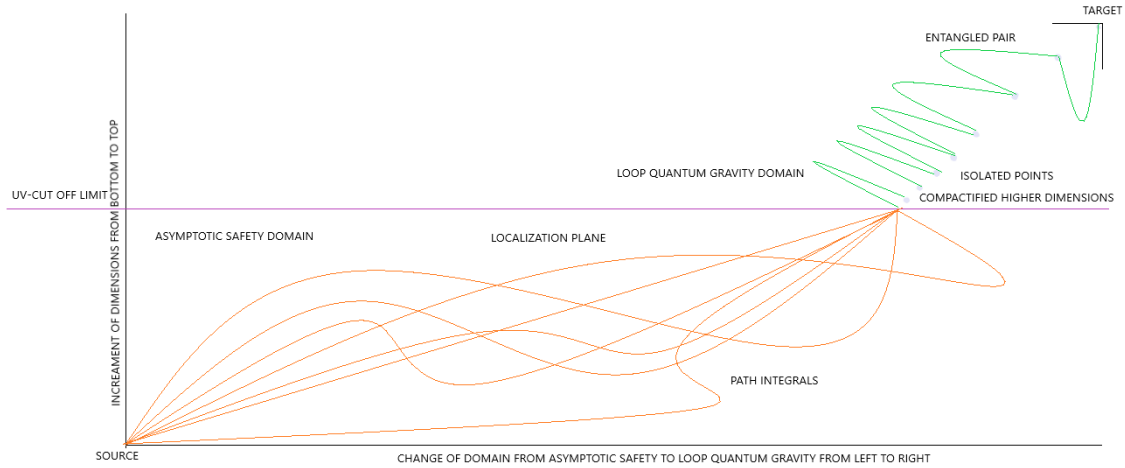 TARGET
ENTANGLED PAIR
LOOP QUANTUM GRAVITY DOMAIN
ISOLATED POINTS
COMPACTIFIED HIGHER DIMENSIONS
UV-CUT OFF LIMIT
INCREAMENT OF DIMENSIONS FROM BOTTOM TO TOP
ASYMPTOTIC SAFETY DOMAIN
LOCALIZATION PLANE
PATH INTEGRALS
SOURCE
CHANGE OF DOMAIN FROM ASYMPTOTIC SAFETY TO LOOP QUANTUM GRAVITY FROM LEFT TO RIGHT